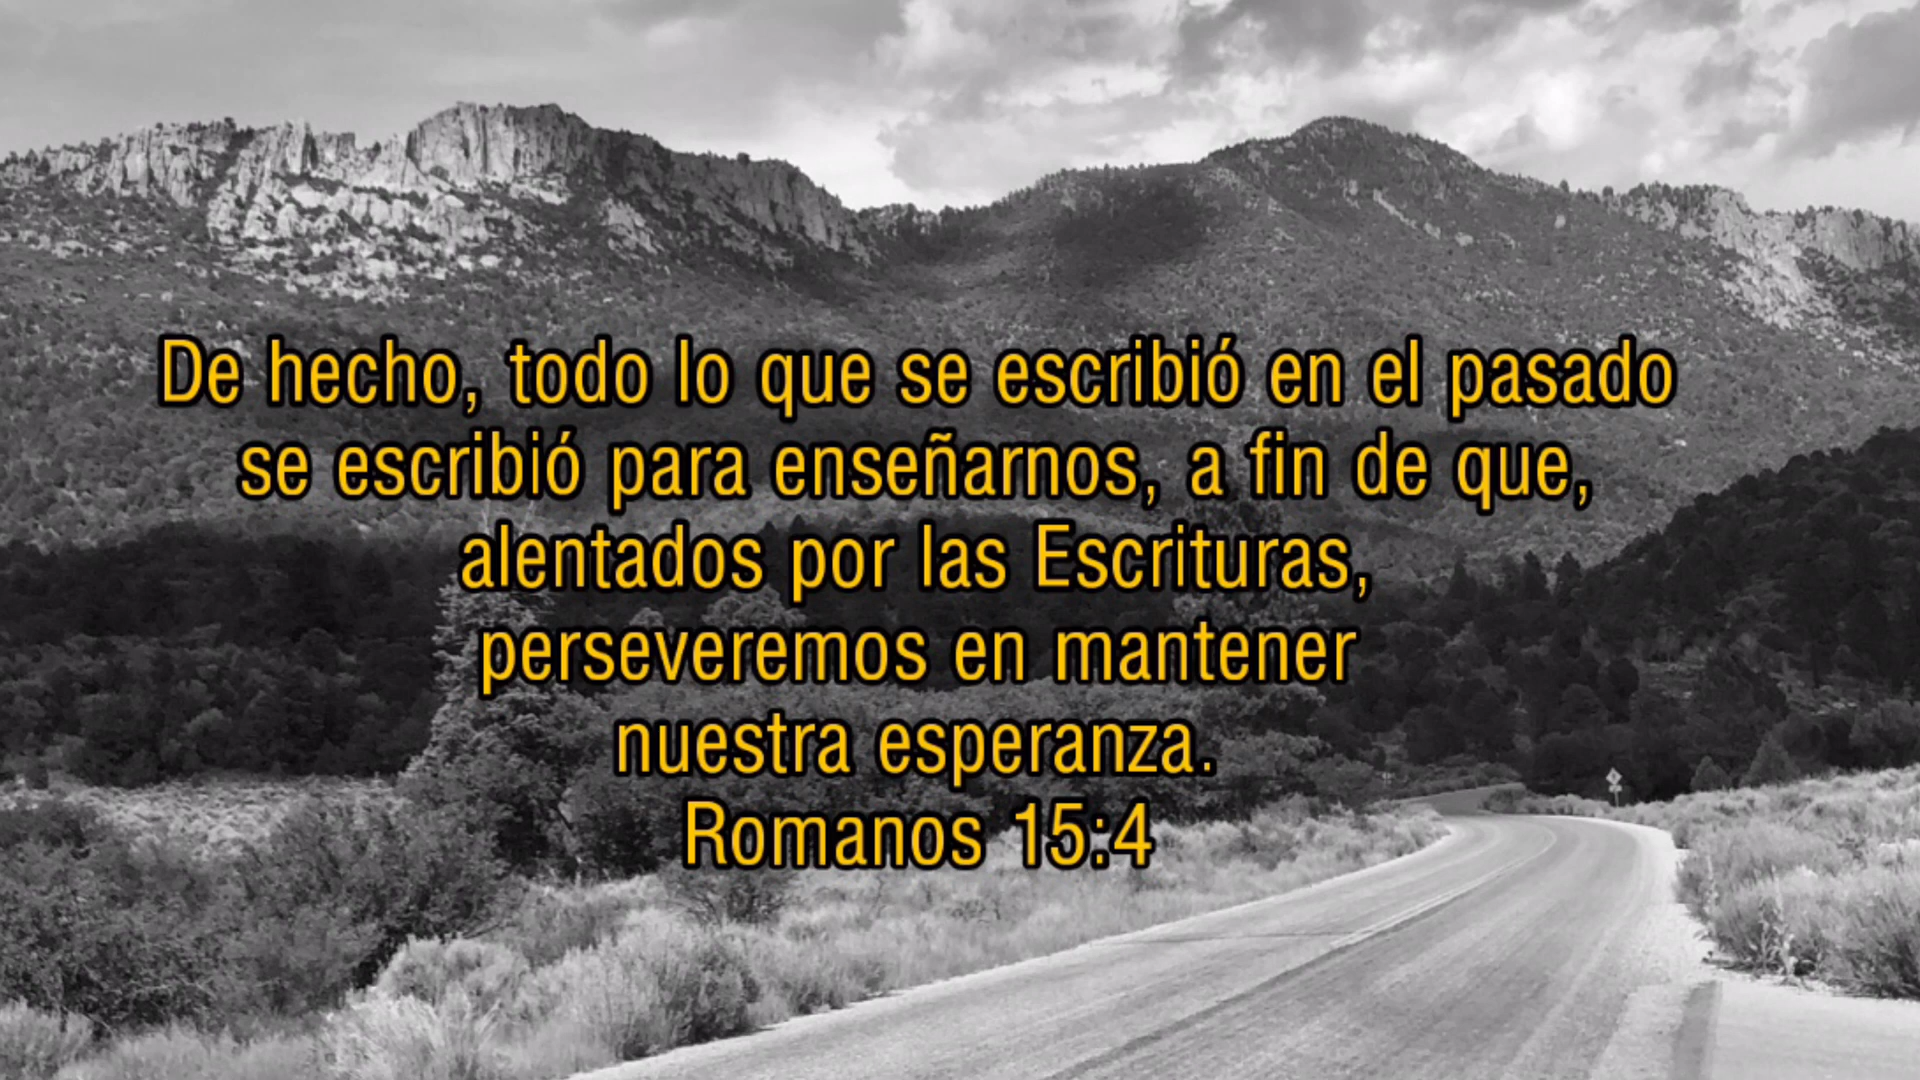 De hecho, todo lo que se escribió en el pasado
se escribió para enseñarnos, a fin de que,
alentados por las Escrituras,
perseveremos en mantener
nuestra esperanza.
Romanos 15:4